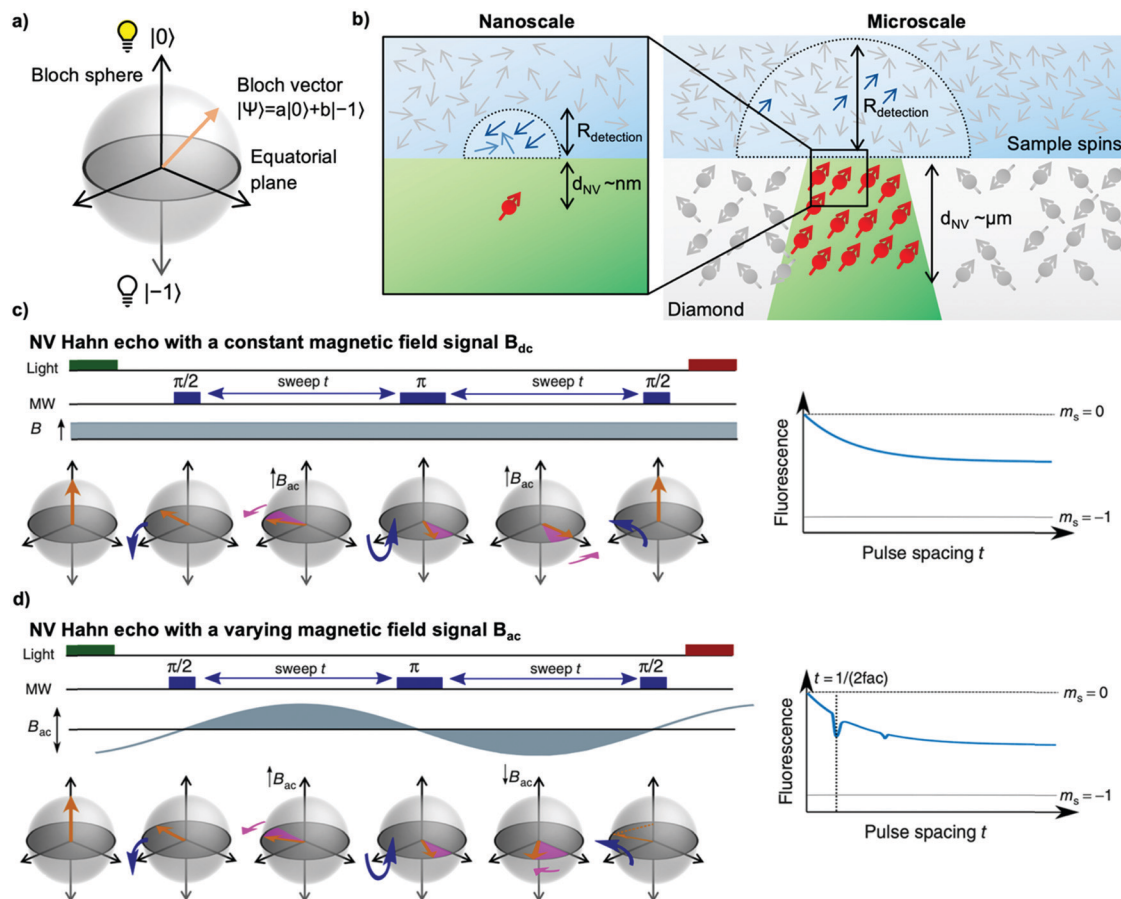 a)
|0⟩
Bloch sphere
Bloch vector
|Ψ⟩=a|0⟩+b|−1⟩
Equatorial
plane
|−1⟩
b)
Nanoscale
Microscale
R_detection
d_NV ~nm
R_detection
Sample spins
d_NV ~μm
Diamond
c)
NV Hahn echo with a constant magnetic field signal B_dc
Light
π/2
sweep t
π
sweep t
π/2
MW
B
B_ac
B_ac
Fluorescence
m_s = 0
m_s = −1
Pulse spacing t
d)
NV Hahn echo with a varying magnetic field signal B_ac
Light
π/2
sweep t
π
sweep t
π/2
MW
B_ac
B_ac
B_ac
Fluorescence
t = 1/(2fac)
m_s = 0
m_s = −1
Pulse spacing t